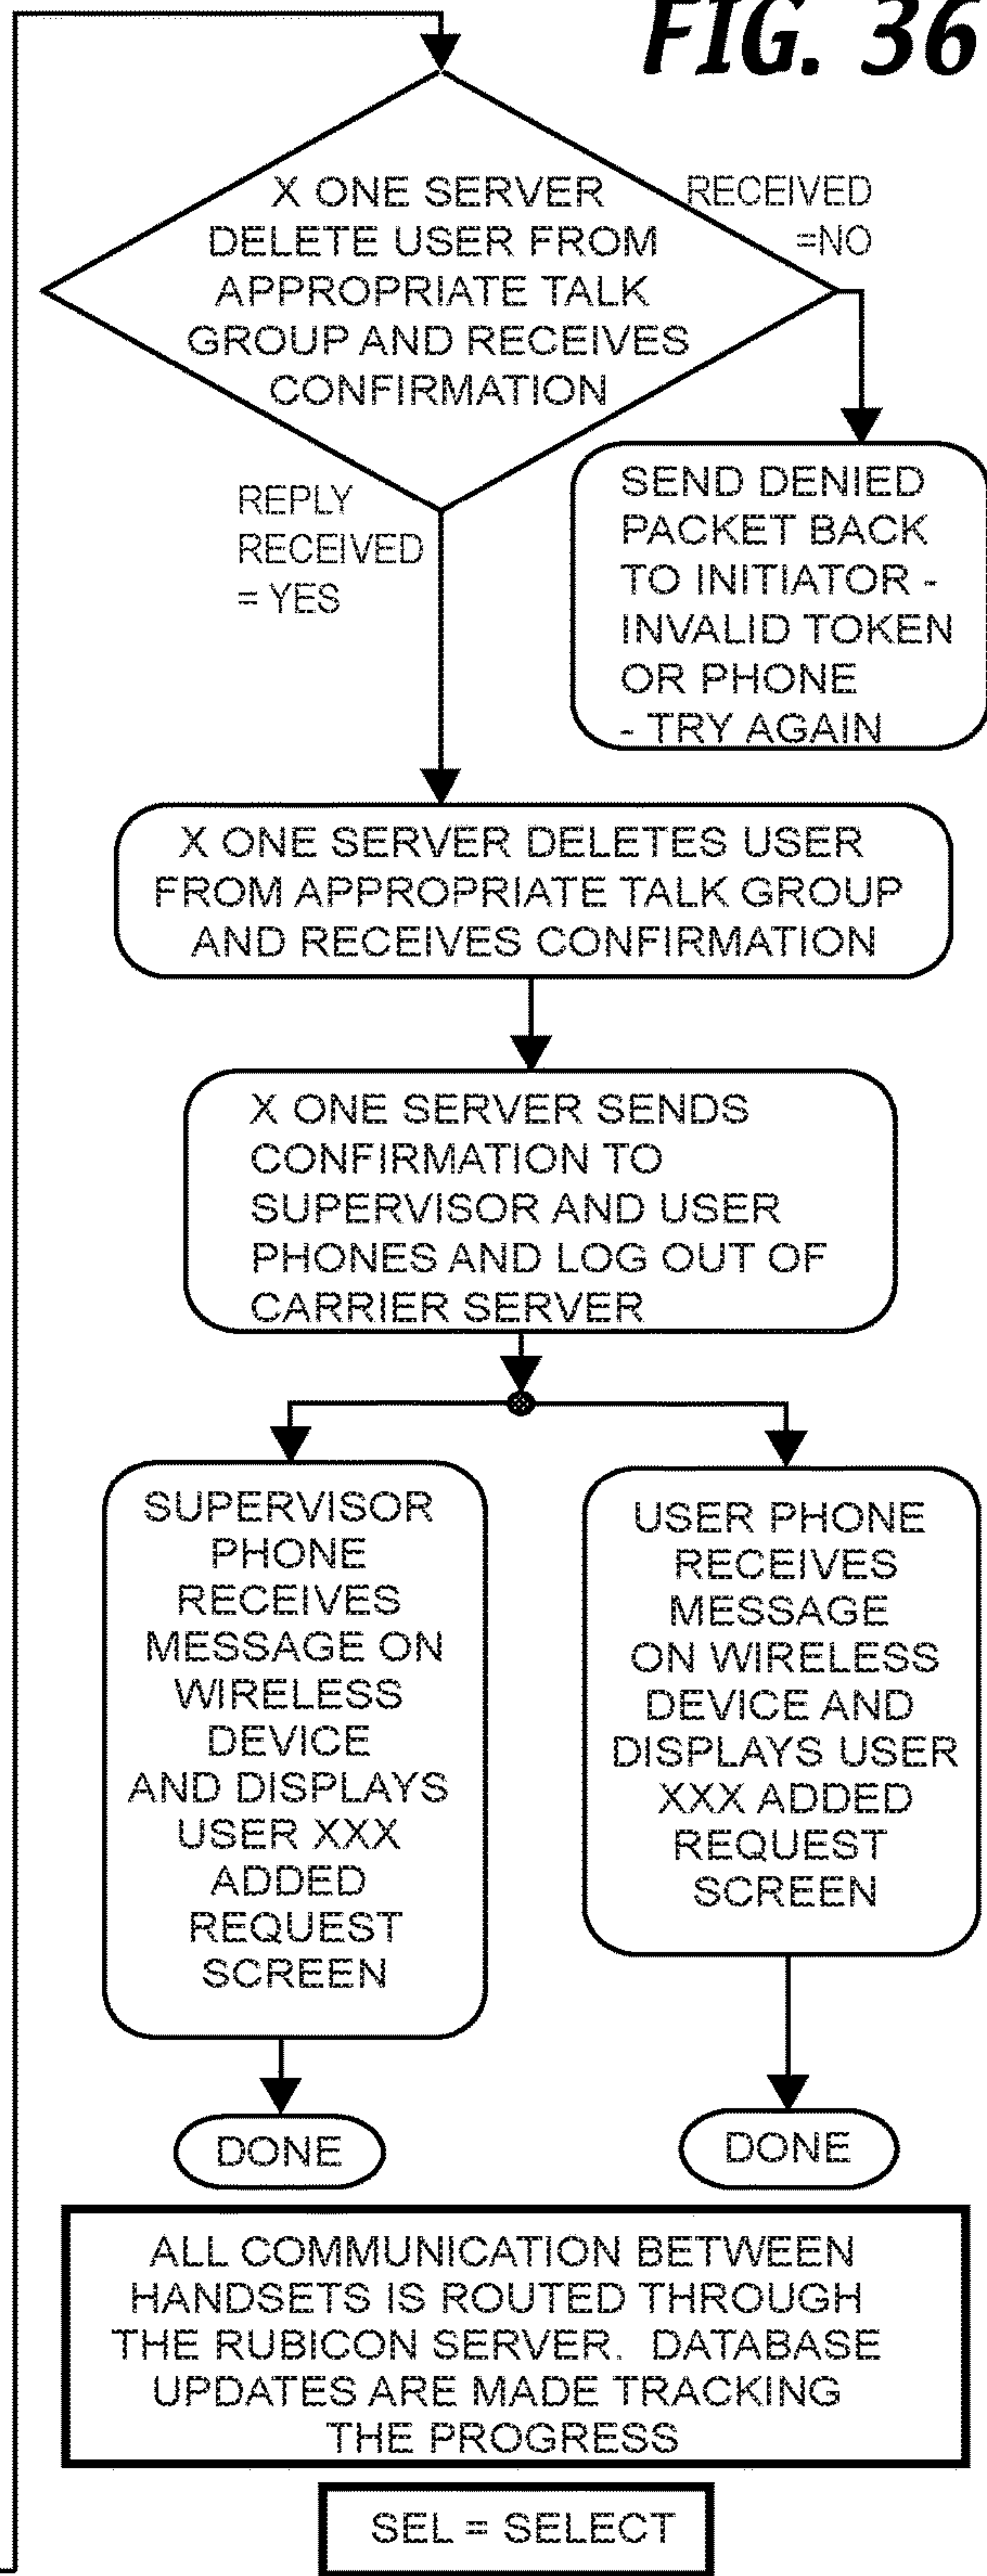 FIG. 36
X ONE SERVER
DELETE USER FROM
APPROPRIATE TALK
GROUP AND RECEIVES
CONFIRMATION
RECEIVED
=NO
REPLY
RECEIVED
= YES
SEND DENIED
PACKET BACK
TO INITIATOR -
INVALID TOKEN
OR PHONE
- TRY AGAIN
X ONE SERVER DELETES USER
FROM APPROPRIATE TALK GROUP
AND RECEIVES CONFIRMATION
X ONE SERVER SENDS
CONFIRMATION TO
SUPERVISOR AND USER
PHONES AND LOG OUT OF
CARRIER SERVER
SUPERVISOR
PHONE
RECEIVES
MESSAGE ON
WIRELESS
DEVICE
AND DISPLAYS
USER XXX
ADDED
REQUEST
SCREEN
USER PHONE
RECEIVES
MESSAGE
ON WIRELESS
DEVICE AND
DISPLAYS USER
XXX ADDED
REQUEST
SCREEN
DONE
DONE
ALL COMMUNICATION BETWEEN
HANDSETS IS ROUTED THROUGH
THE RUBICON SERVER. DATABASE
UPDATES ARE MADE TRACKING
THE PROGRESS
SEL = SELECT